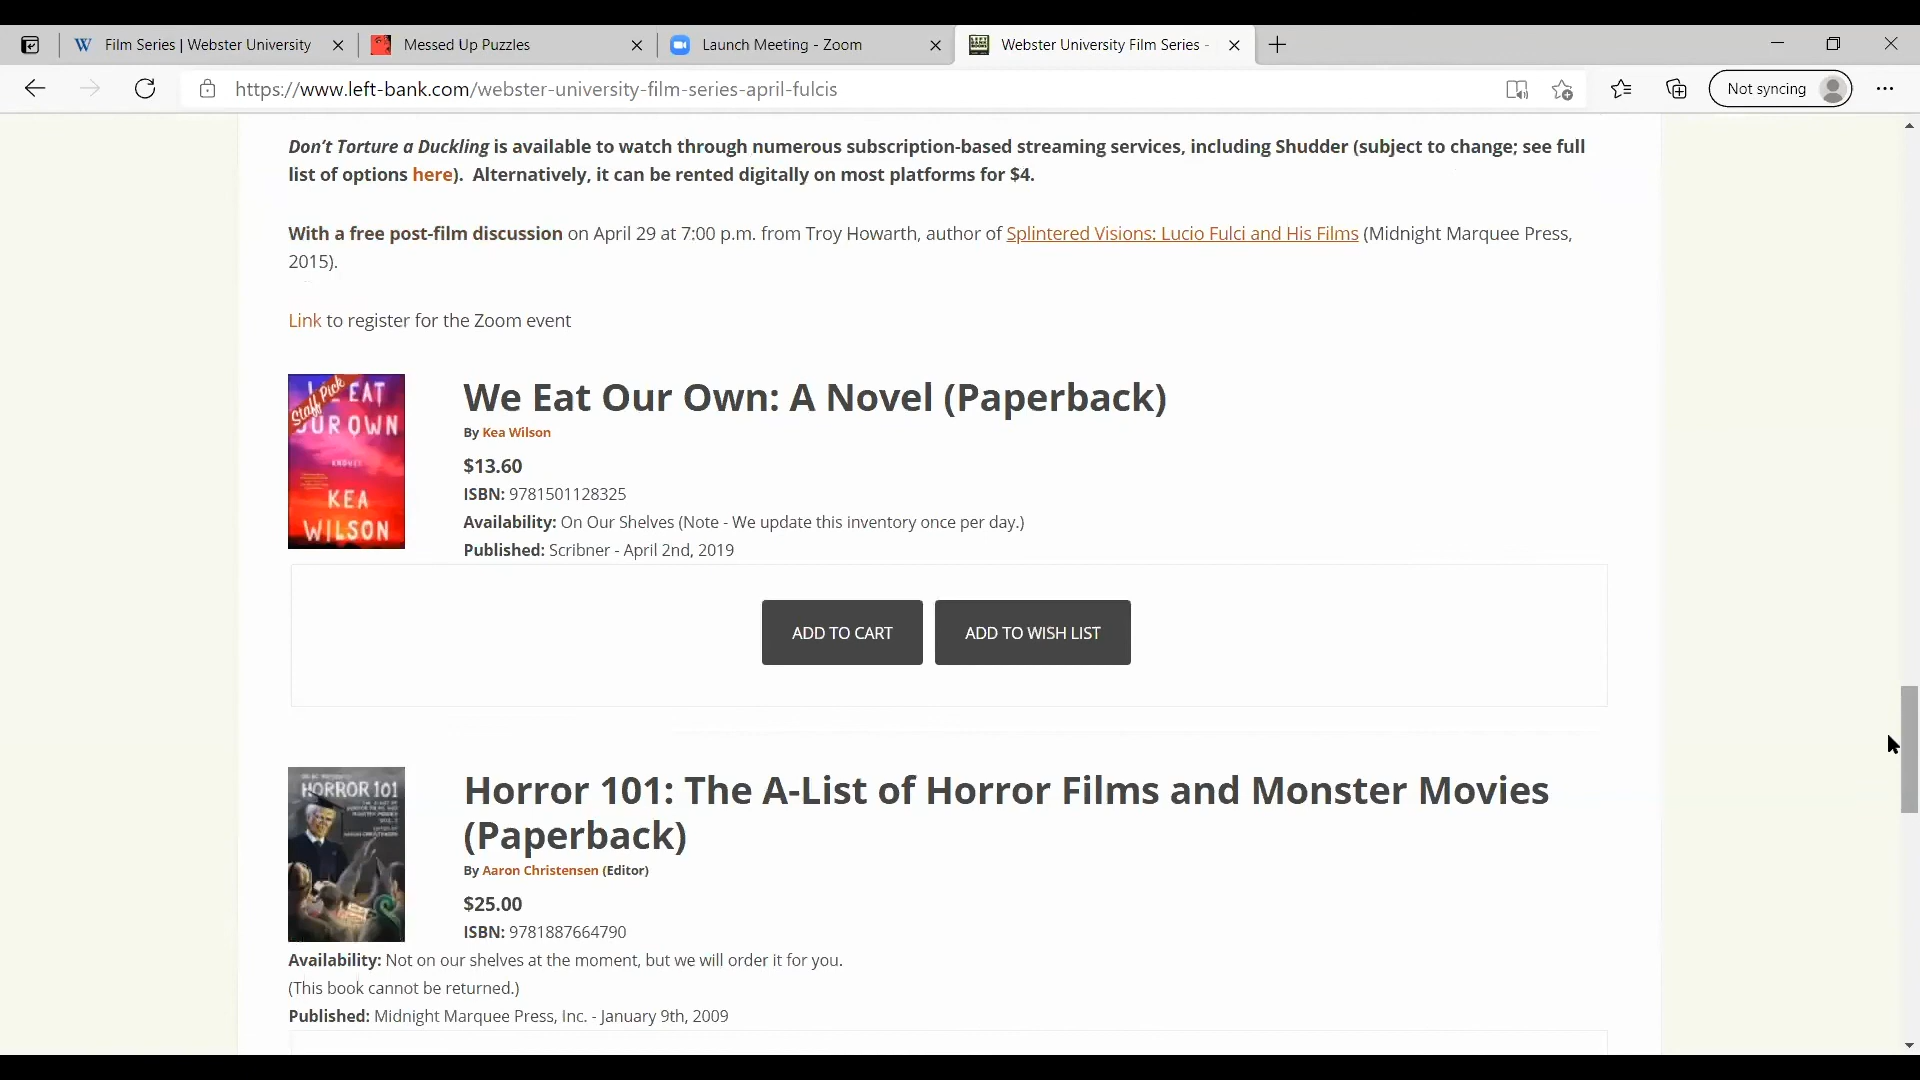 Film Series | Webster University
Messed Up Puzzles
Launch Meeting - Zoom
Webster University Film Series -
https://www.left-bank.com/webster-university-film-series-april-fulcis
Not syncing
Don't Torture a Duckling is available to watch through numerous subscription-based streaming services, including Shudder (subject to change; see full
list of options here).  Alternatively, it can be rented digitally on most platforms for $4.
With a free post-film discussion on April 29 at 7:00 p.m. from Troy Howarth, author of Splintered Visions: Lucio Fulci and His Films (Midnight Marquee Press,
2015).
Link to register for the Zoom event
Staff Pick
EAT
OUR OWN
KEA
WILSON
We Eat Our Own: A Novel (Paperback)
By Kea Wilson
$13.60
ISBN: 9781501128325
Availability: On Our Shelves (Note - We update this inventory once per day.)
Published: Scribner - April 2nd, 2019
ADD TO CART
ADD TO WISH LIST
HORROR 101
Horror 101: The A-List of Horror Films and Monster Movies
(Paperback)
By Aaron Christensen (Editor)
$25.00
ISBN: 9781887664790
Availability: Not on our shelves at the moment, but we will order it for you.
(This book cannot be returned.)
Published: Midnight Marquee Press, Inc. - January 9th, 2009